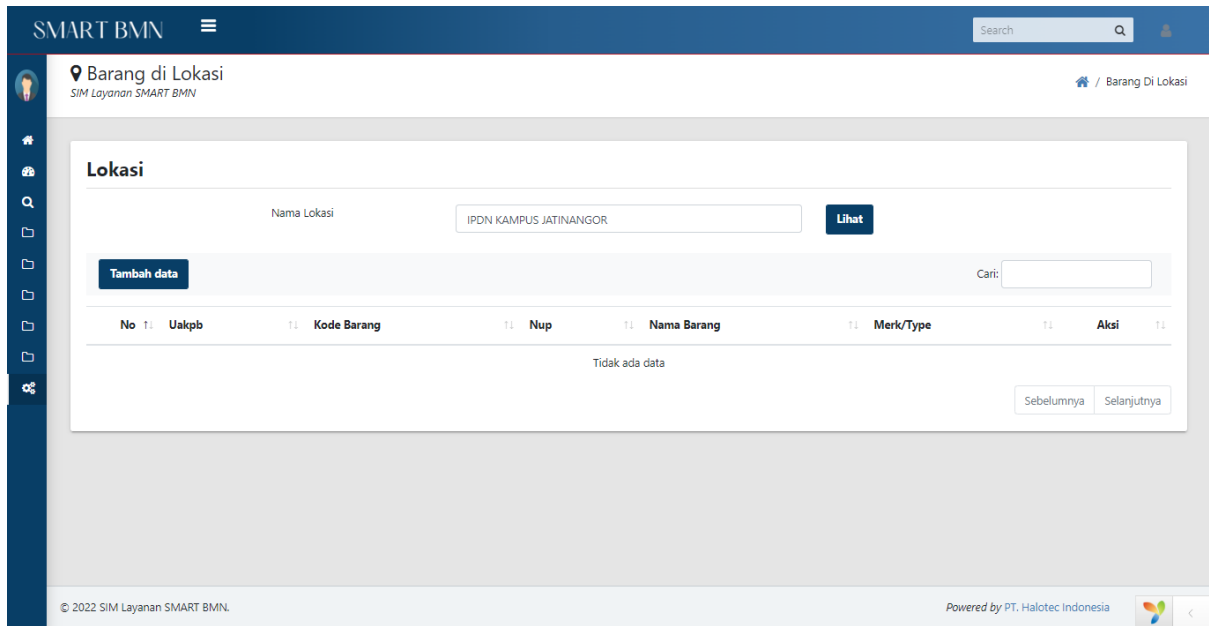 SMART BMN
Search
Barang di Lokasi
SIM Layanan SMART BMN
/ Barang Di Lokasi
Lokasi
Nama Lokasi
IPDN KAMPUS JATINANGOR
Lihat
Tambah data
Cari:
No Uakpb Kode Barang Nup Nama Barang Merk/Type Aksi
Tidak ada data
Sebelumnya Selanjutnya
© 2022 SIM Layanan SMART BMN.
Powered by PT. Halotec Indonesia